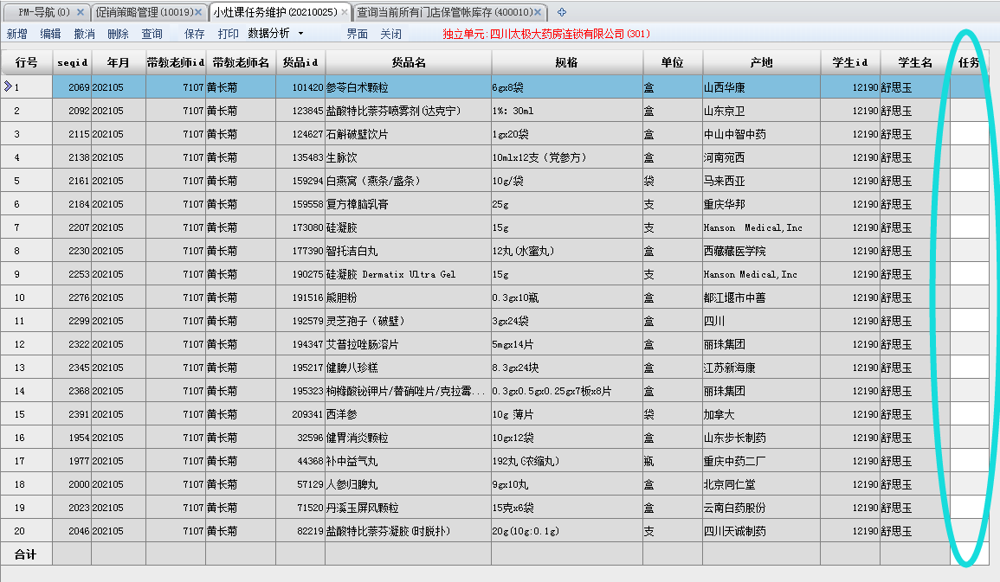 PM-导航(0) × 促销策略管理(10019) × 小灶课任务维护(20210025) × 查询当前所有门店保管帐库存(400010) ×
新增 编辑 撤消 删除 查询 保存 打印 数据分析 界面 关闭 独立单元:四川太极大药房连锁有限公司(301)
行号 seqid 年月 带教老师id 带教老师名 货品id 货品名 规格 单位 产地 学生id 学生名 任务
1 2069 202105 7107 黄长菊 101420 参苓白术颗粒 6gx8袋 盒 山西华康 12190 舒思玉
2 2092 202105 7107 黄长菊 123845 盐酸特比萘芬喷雾剂(达克宁) 1%: 30ml 盒 山东京卫 12190 舒思玉
3 2115 202105 7107 黄长菊 124627 石斛破壁饮片 1gx20袋 盒 中山中智中药 12190 舒思玉
4 2138 202105 7107 黄长菊 135483 生脉饮 10mlx12支（党参方） 盒 河南宛西 12190 舒思玉
5 2161 202105 7107 黄长菊 159294 白燕窝（燕条/盏条） 10g/袋 袋 马来西亚 12190 舒思玉
6 2184 202105 7107 黄长菊 159558 复方樟脑乳膏 25g 支 重庆华邦 12190 舒思玉
7 2207 202105 7107 黄长菊 173080 硅凝胶 15g 支 Hanson Medical,Inc 12190 舒思玉
8 2230 202105 7107 黄长菊 177390 智托洁白丸 12丸(水蜜丸) 盒 西藏藏医学院 12190 舒思玉
9 2253 202105 7107 黄长菊 190275 硅凝胶 Dermatix Ultra Gel 15g 支 Hanson Medical,Inc 12190 舒思玉
10 2276 202105 7107 黄长菊 191516 熊胆粉 0.3gx10瓶 盒 都江堰市中善 12190 舒思玉
11 2299 202105 7107 黄长菊 192579 灵芝孢子（破壁） 3gx24袋 盒 四川 12190 舒思玉
12 2322 202105 7107 黄长菊 194347 艾普拉唑肠溶片 5mgx14片 盒 丽珠集团 12190 舒思玉
13 2345 202105 7107 黄长菊 195217 健脾八珍糕 8.3gx24块 盒 江苏新海康 12190 舒思玉
14 2368 202105 7107 黄长菊 195323 枸橼酸铋钾片/替硝唑片/克拉霉... 0.3gx0.5gx0.25gx7板x8片 盒 丽珠集团 12190 舒思玉
15 2391 202105 7107 黄长菊 209341 西洋参 10g 薄片 袋 加拿大 12190 舒思玉
16 1954 202105 7107 黄长菊 32596 健胃消炎颗粒 10gx12袋 盒 山东步长制药 12190 舒思玉
17 1977 202105 7107 黄长菊 44368 补中益气丸 192丸(浓缩丸) 瓶 重庆中药二厂 12190 舒思玉
18 2000 202105 7107 黄长菊 57129 人参归脾丸 9gx10丸 盒 北京同仁堂 12190 舒思玉
19 2023 202105 7107 黄长菊 71520 丹溪玉屏风颗粒 15克x6袋 盒 云南白药股份 12190 舒思玉
20 2046 202105 7107 黄长菊 82219 盐酸特比萘芬凝胶(时脱扑) 20g(10g:0.1g) 支 四川天诚制药 12190 舒思玉
合计